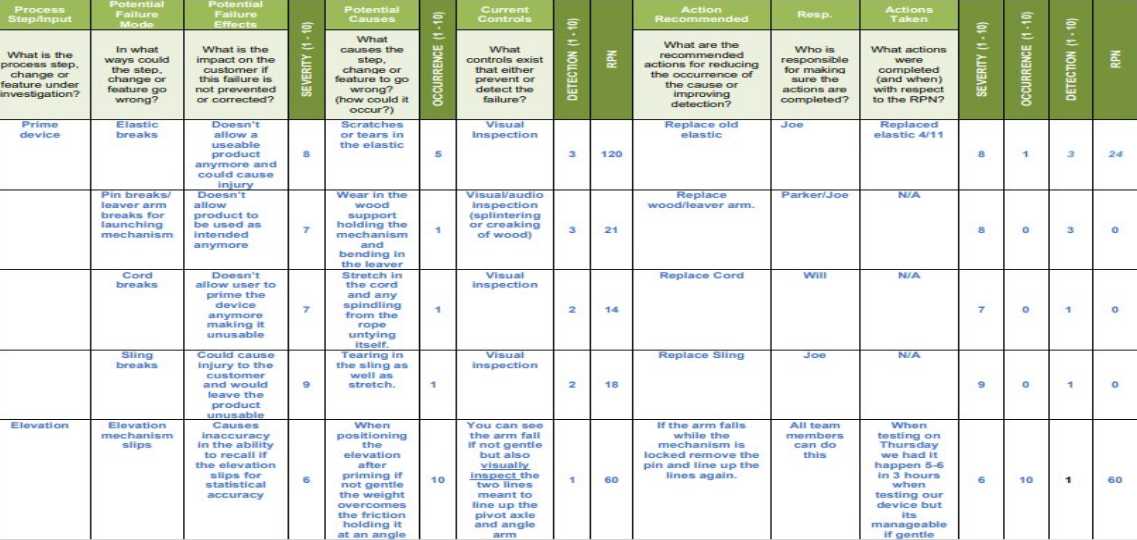 Process
Step/Input
Potential
Failure
Mode
Potential
Failure
Effects
SEVERITY (1 - 10)
Potential
Causes
OCCURRENCE (1 - 10)
Current
Controls
DETECTION (1 - 10)
RPN
Action
Recommended
Resp.
Actions
Taken
SEVERITY (1 - 10)
OCCURRENCE (1 - 10)
DETECTION (1 - 10)
RPN
What is the
process step,
change or
feature under
investigation?
In what
ways could
the step,
change or
feature go
wrong?
What is the
impact on the
customer if
this failure is
not prevented
or corrected?
What
causes the
step,
change or
feature to go
wrong?
(how could it
occur?)
What
controls exist
that either
prevent or
detect the
failure?
What are the
recommended
actions for reducing
the occurrence of
the cause or
improving
detection?
Who is
responsible
for making
sure the
actions are
completed?
What actions
were
completed
(and when)
with respect
to the RPN?
Prime
device
Elastic
breaks
Doesn't
allow a
useable
product
anymore and
could cause
injury
8
Scratches
or tears in
the elastic
5
Visual
Inspection
3
120
Replace old
elastic
Joe
Replaced
elastic 4/11
8
1
3
24
Pin breaks/
leaver arm
breaks for
launching
mechanism
Doesn't
allow
product to
be used as
intended
anymore
7
Wear in the
wood
support
holding the
mechanism
and
bending in
the leaver
1
Visual/audio
inspection
(splintering
or creaking
of wood)
3
21
Replace
wood/leaver arm.
Parker/Joe
N/A
8
0
3
0
Cord
breaks
Doesn't
allow user to
prime the
device
anymore
making it
unusable
7
Stretch in
the cord
and any
spindling
from the
rope
untying
itself.
1
Visual
inspection
2
14
Replace Cord
Will
N/A
7
0
1
0
Sling
breaks
Could cause
injury to the
customer
and would
leave the
product
unusable
9
Tearing in
the sling as
well as
stretch.
1
Visual
inspection
2
18
Replace Sling
Joe
N/A
9
0
1
0
Elevation
Elevation
mechanism
slips
Causes
inaccuracy
in the ability
to recall if
the elevation
slips for
statistical
accuracy
6
When
positioning
the
elevation
after
priming if
not gentle
the weight
overcomes
the friction
holding it
at an angle
10
You can see
the arm fall
if not gentle
but also
visually
inspect the
two lines
meant to
line up the
pivot axle
and angle
arm
1
60
If the arm falls
while the
mechanism is
locked remove the
pin and line up the
lines again.
All team
members
can do
this
When
testing on
Thursday
we had it
happen 5-6
in 3 hours
when
testing our
device but
its
manageable
if gentle
6
10
1
60